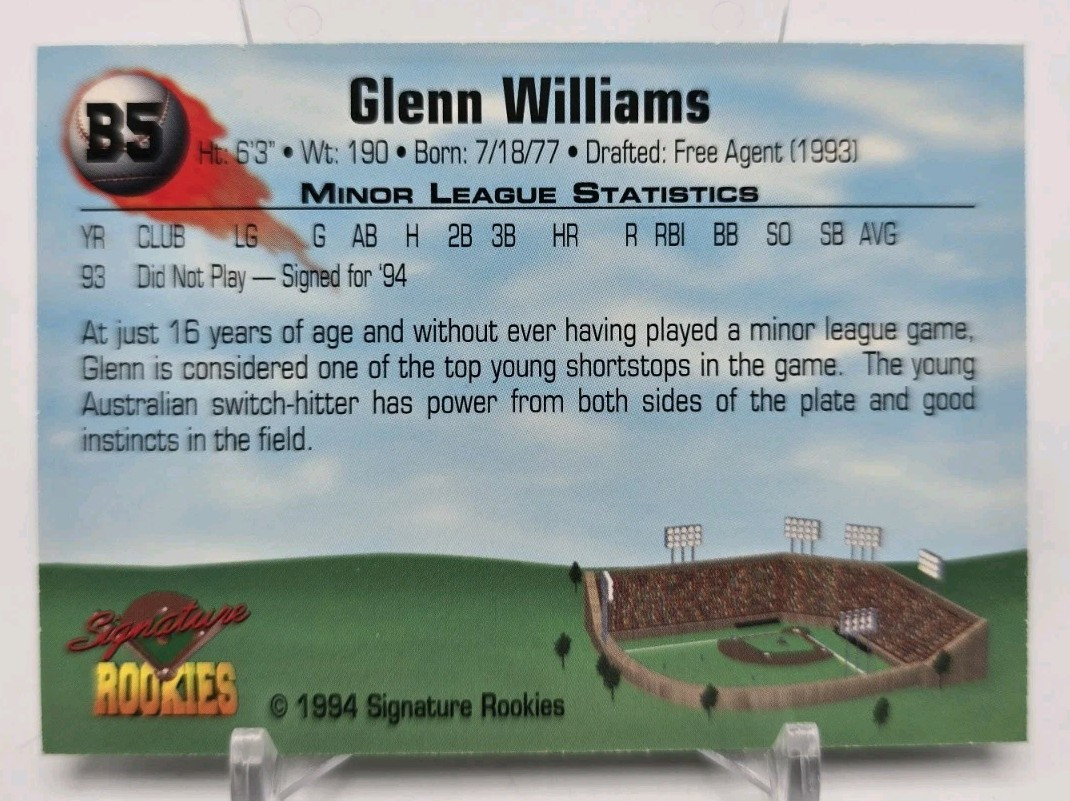 B5
Glenn Williams
Ht: 6'3" • Wt: 190 • Born: 7/18/77 • Drafted: Free Agent (1993)
MINOR LEAGUE STATISTICS
YR CLUB LG G AB H 2B 3B HR R RBI BB SO SB AVG
93 Did Not Play — Signed for '94
At just 16 years of age and without ever having played a minor league game,
Glenn is considered one of the top young shortstops in the game. The young
Australian switch-hitter has power from both sides of the plate and good
instincts in the field.
Signature
ROOKIES
© 1994 Signature Rookies